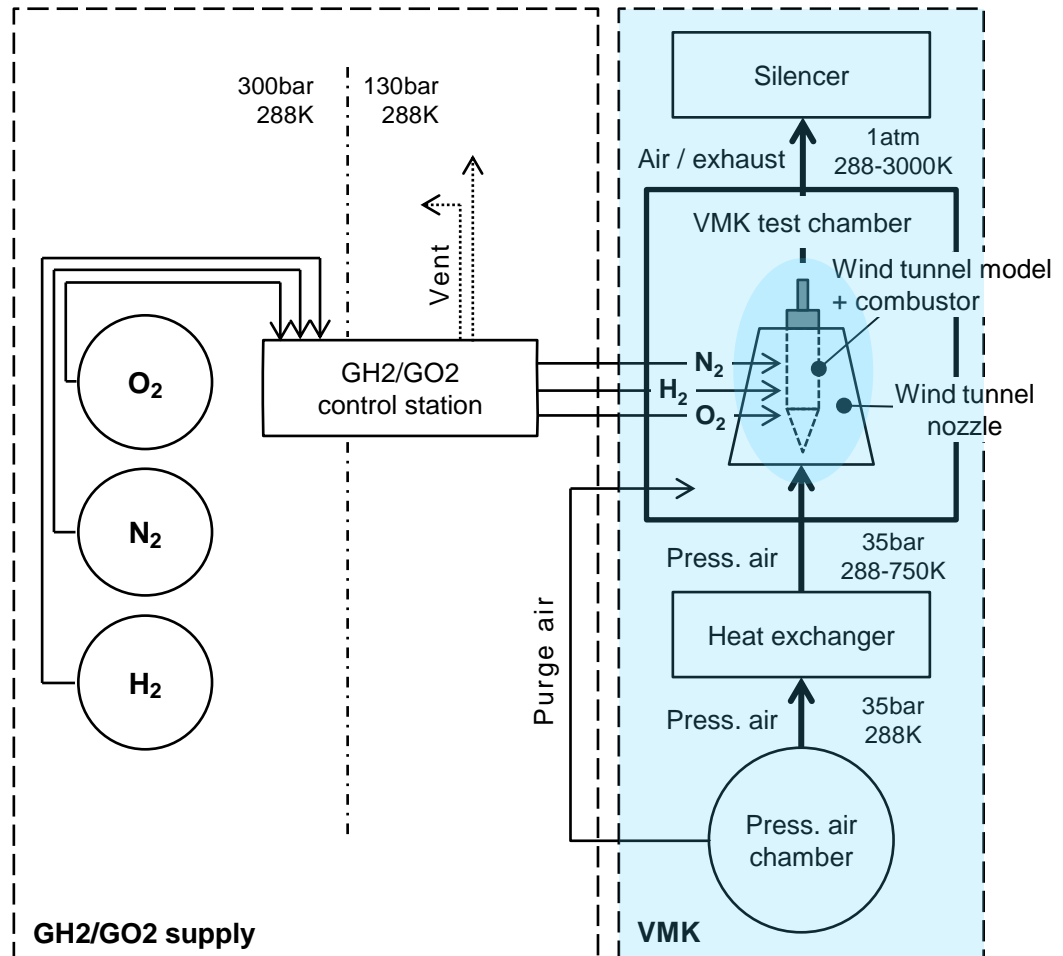 300bar
288K
130bar
288K
Vent
O2
N2
H2
GH2/GO2
control station
GH2/GO2 supply
Silencer
1atm
288-3000K
Air / exhaust
VMK test chamber
Wind tunnel model
+ combustor
N2
H2
O2
Wind tunnel
nozzle
Press. air
35bar
288-750K
Purge air
Heat exchanger
Press. air
35bar
288K
Press. air
chamber
VMK